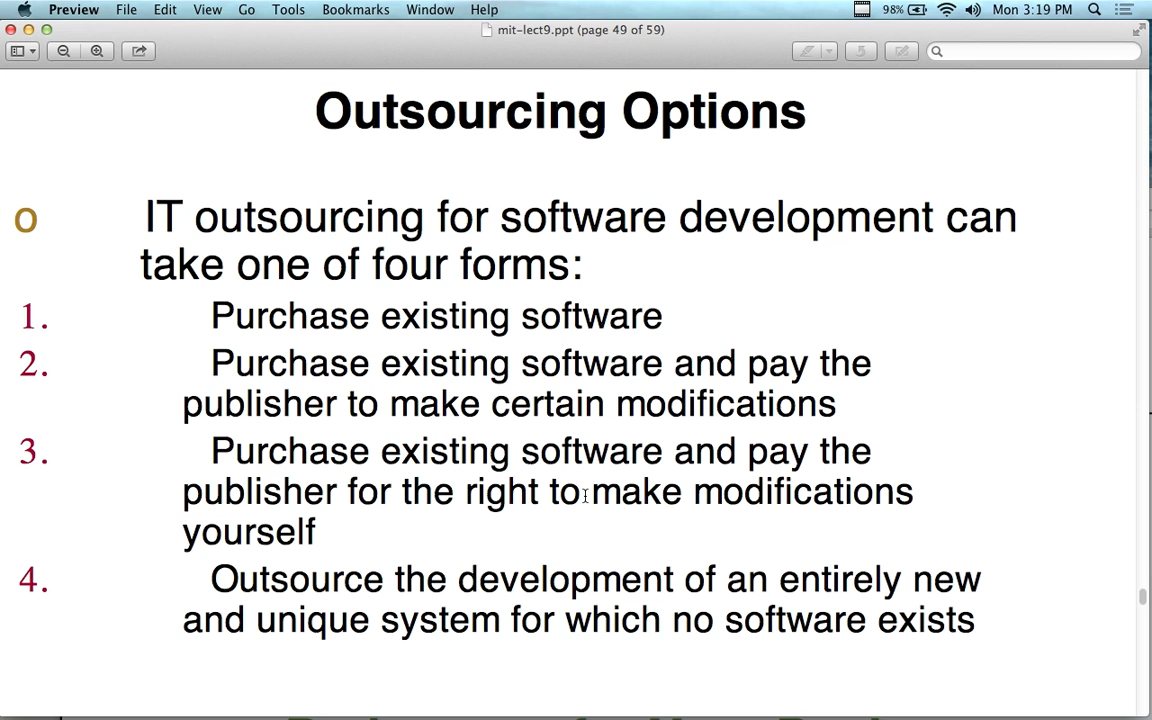 Preview File Edit View Go Tools Bookmarks Window Help 98% Mon 3:19 PM
mit-lect9.ppt (page 49 of 59)
Outsourcing Options
o IT outsourcing for software development can
take one of four forms:
1. Purchase existing software
2. Purchase existing software and pay the
publisher to make certain modifications
3. Purchase existing software and pay the
publisher for the right to make modifications
yourself
4. Outsource the development of an entirely new
and unique system for which no software exists